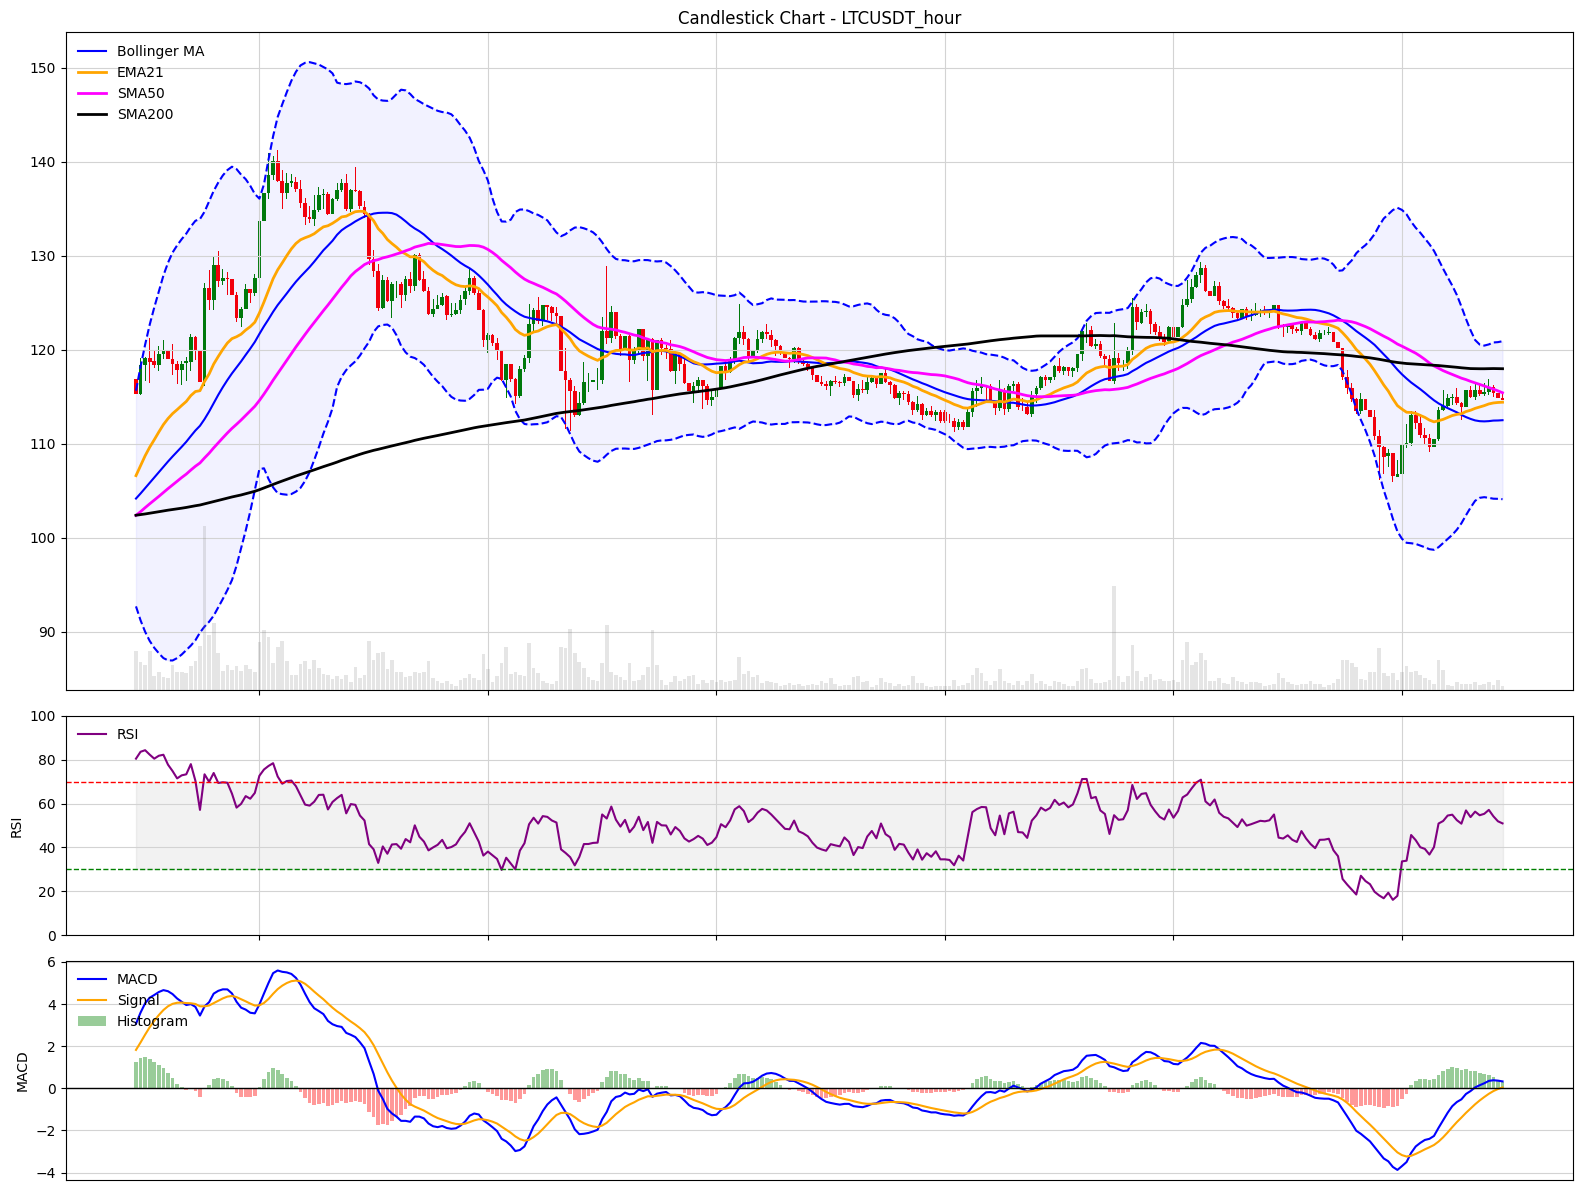 Candlestick Chart - LTCUSDT_hour
Bollinger MA
EMA21
SMA50
SMA200
150
140
130
120
110
100
90
RSI
100
80
60
40
20
0
RSI
MACD
Signal
Histogram
6
4
2
0
−2
−4
MACD